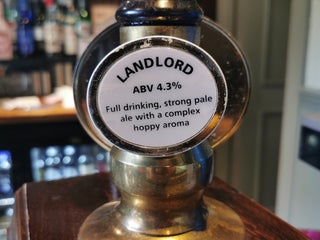 LANDLORD
ABV 4.3%
Full drinking, strong pale
ale with a complex
hoppy aroma